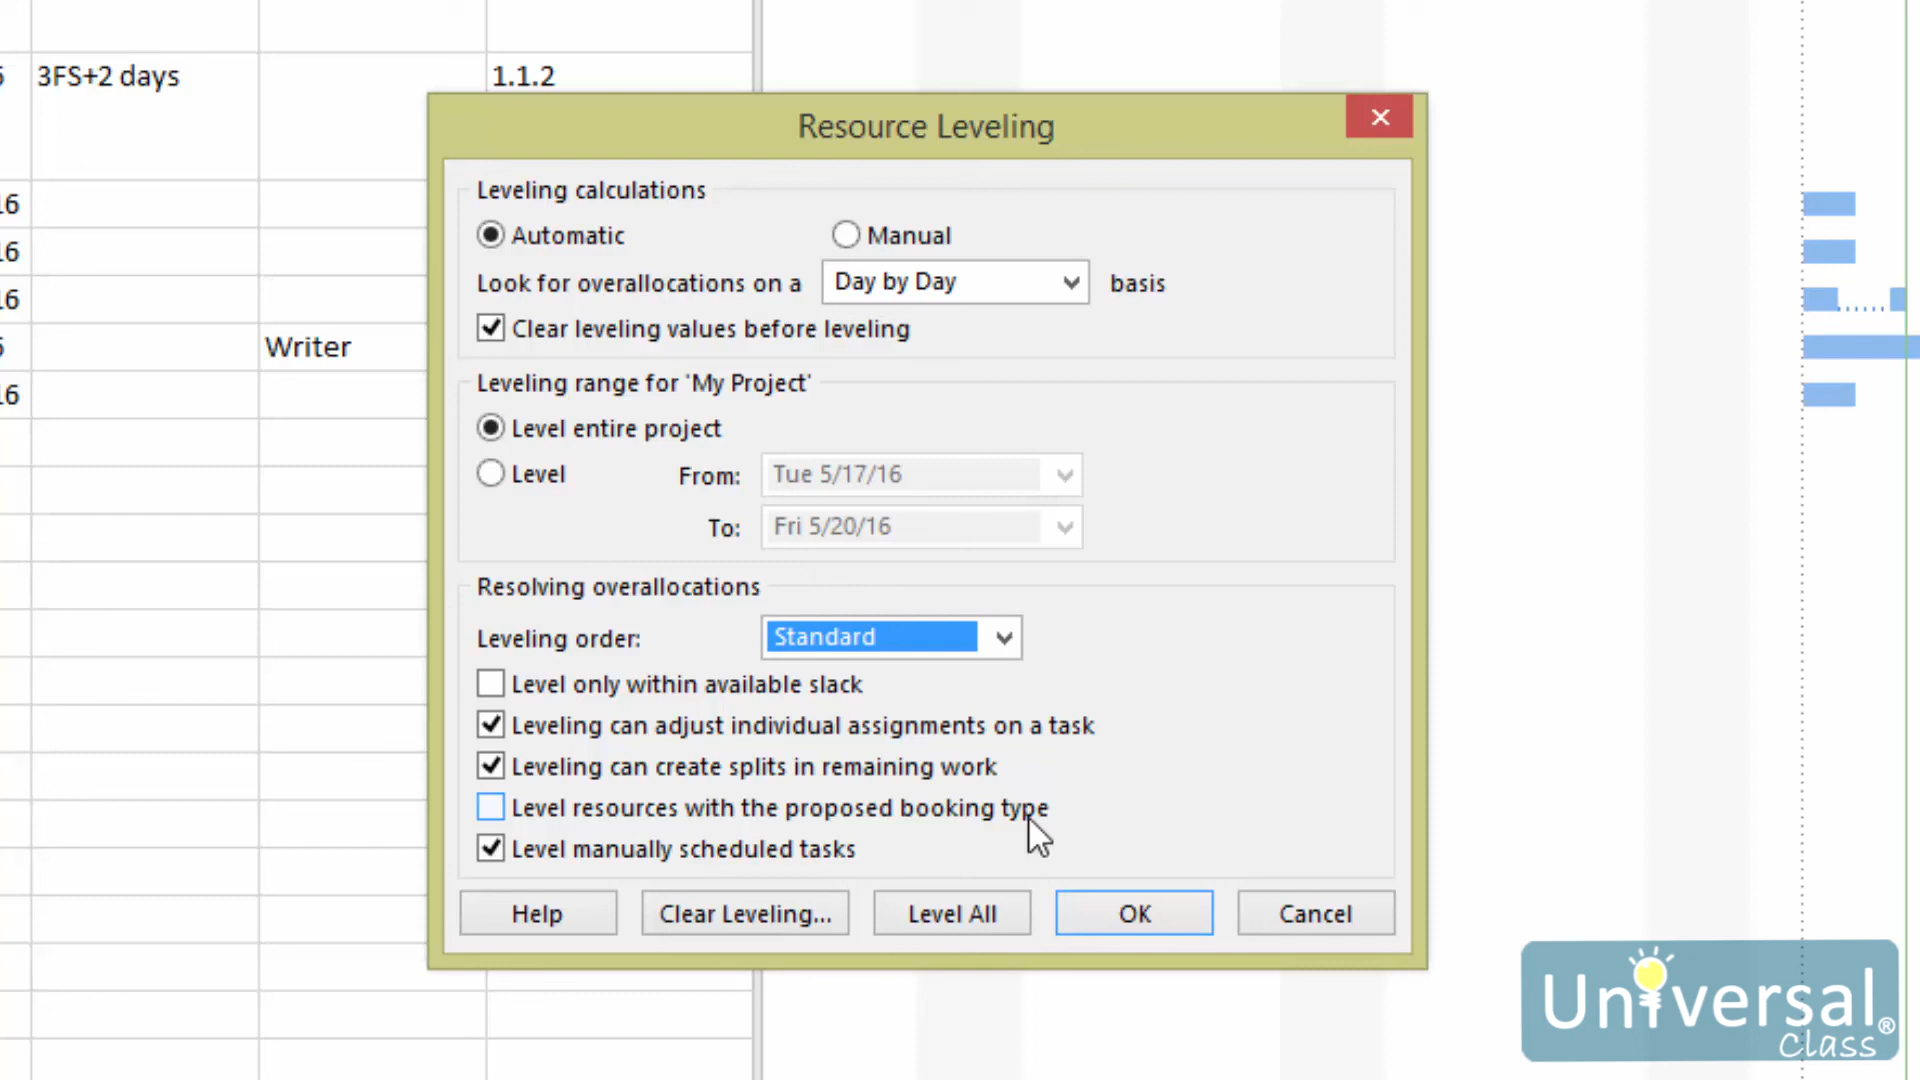 3FS+2 days
1.1.2
Resource Leveling
Leveling calculations
Automatic Manual
Look for overallocations on a Day by Day basis
Clear leveling values before leveling
16
16
16
Writer
16
Leveling range for 'My Project'
Level entire project
Level From: Tue 5/17/16
To: Fri 5/20/16
Resolving overallocations
Leveling order: Standard
Level only within available slack
Leveling can adjust individual assignments on a task
Leveling can create splits in remaining work
Level resources with the proposed booking type
Level manually scheduled tasks
Help Clear Leveling... Level All OK Cancel
Universal
Class®